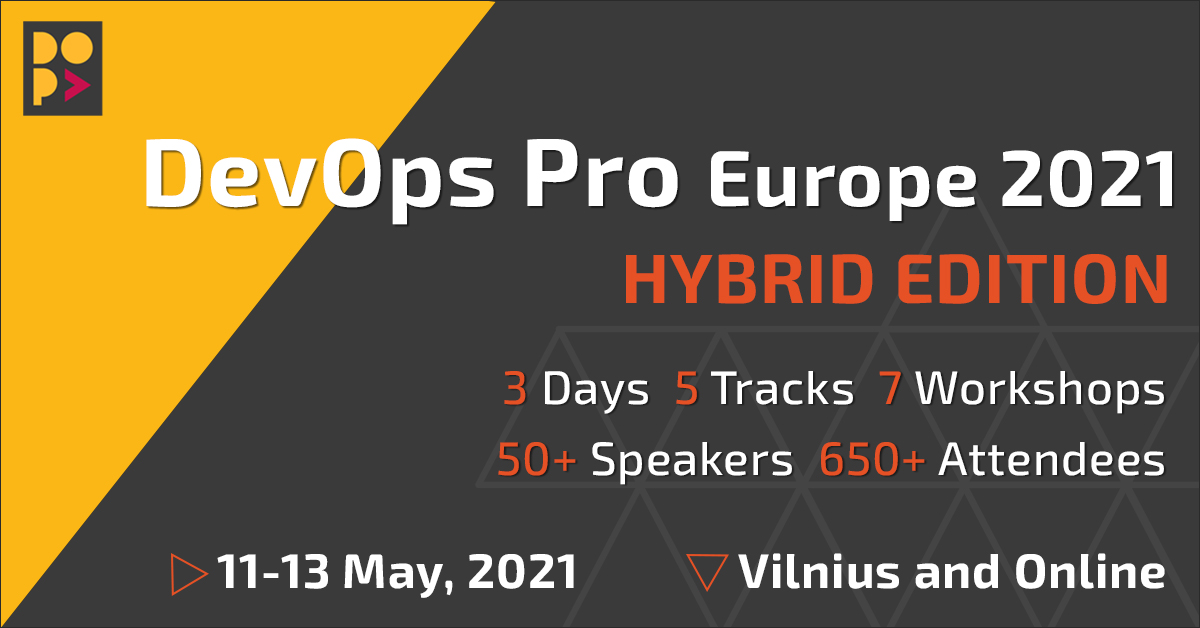 DevOps Pro Europe 2021
HYBRID EDITION
3 Days 5 Tracks 7 Workshops
50+ Speakers 650+ Attendees
11-13 May, 2021 Vilnius and Online